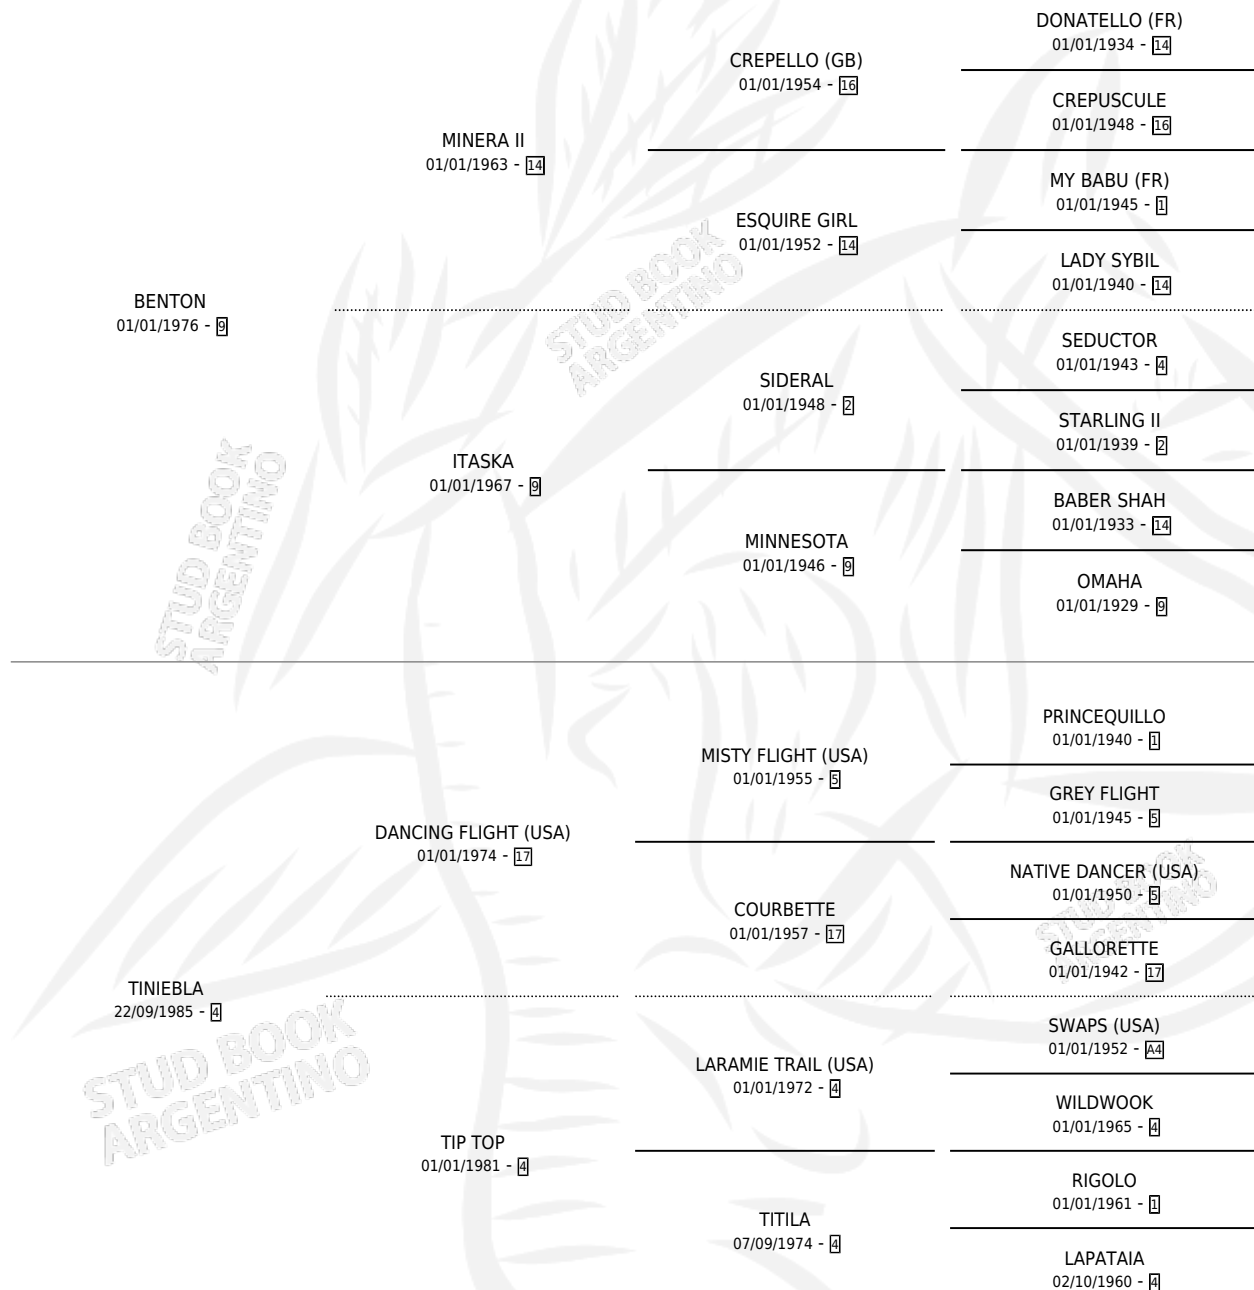 DONATELLO (FR)
01/01/1934 - 14
CREPELLO (GB)
01/01/1954 - 16
CREPUSCULE
01/01/1948 - 16
MINERA II
01/01/1963 - 14
MY BABU (FR)
01/01/1945 - 1
ESQUIRE GIRL
01/01/1952 - 14
LADY SYBIL
01/01/1940 - 14
BENTON
01/01/1976 - 9
STUD BOOK
ARGENTINO
SEDUCTOR
01/01/1943 - 4
SIDERAL
01/01/1948 - 2
STARLING II
01/01/1939 - 2
ITASKA
01/01/1967 - 9
BABER SHAH
01/01/1933 - 14
MINNESOTA
01/01/1946 - 9
OMAHA
01/01/1929 - 9
STUD BOOK
ARGENTINO
PRINCEQUILLO
01/01/1940 - 1
MISTY FLIGHT (USA)
01/01/1955 - 5
GREY FLIGHT
01/01/1945 - 5
DANCING FLIGHT (USA)
01/01/1974 - 17
NATIVE DANCER (USA)
01/01/1950 - 5
STUD BOOK
ARGENTINO
COURBETTE
01/01/1957 - 17
GALLORETTE
01/01/1942 - 17
TINIEBLA
22/09/1985 - 4
STUD BOOK
ARGENTINO
SWAPS (USA)
01/01/1952 - A4
LARAMIE TRAIL (USA)
01/01/1972 - 4
WILDWOOK
01/01/1965 - 4
TIP TOP
01/01/1981 - 4
RIGOLO
01/01/1961 - 1
TITILA
07/09/1974 - 4
LAPATAIA
02/10/1960 - 4